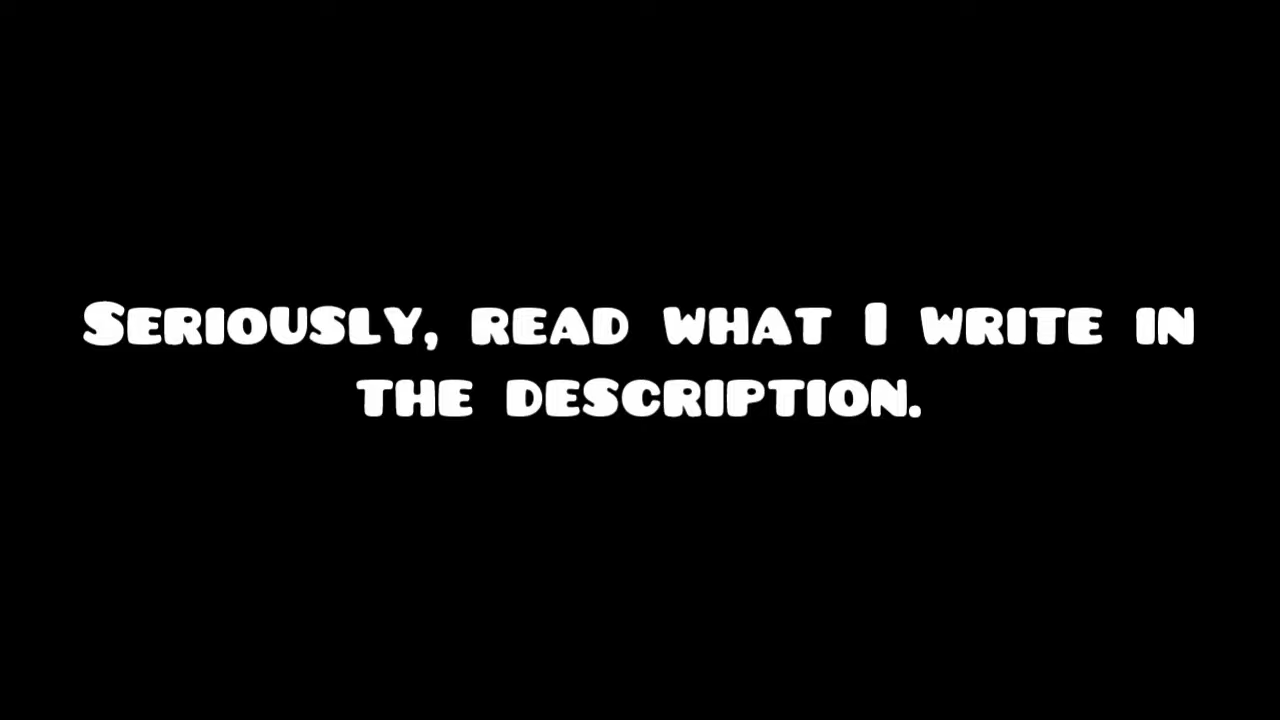 Seriously, read what I write in
the description.